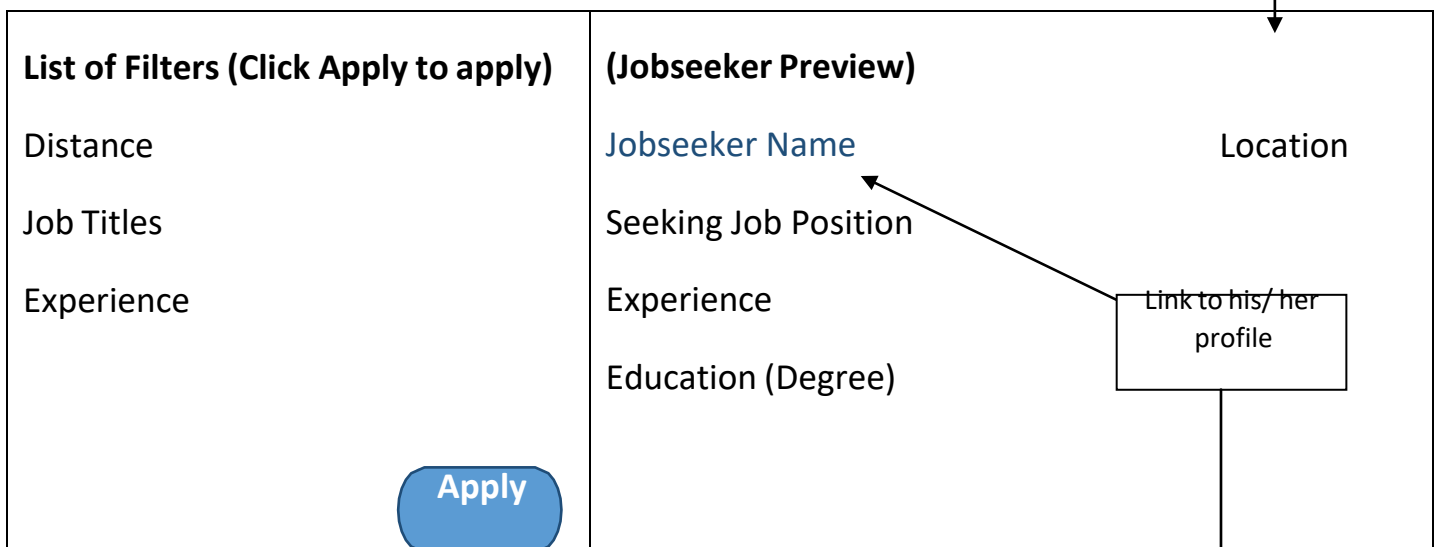 List of Filters (Click Apply to apply)
Distance
Job Titles
Experience
Apply
(Jobseeker Preview)
Jobseeker Name
Location
Seeking Job Position
Experience
Education (Degree)
Link to his/ her
profile